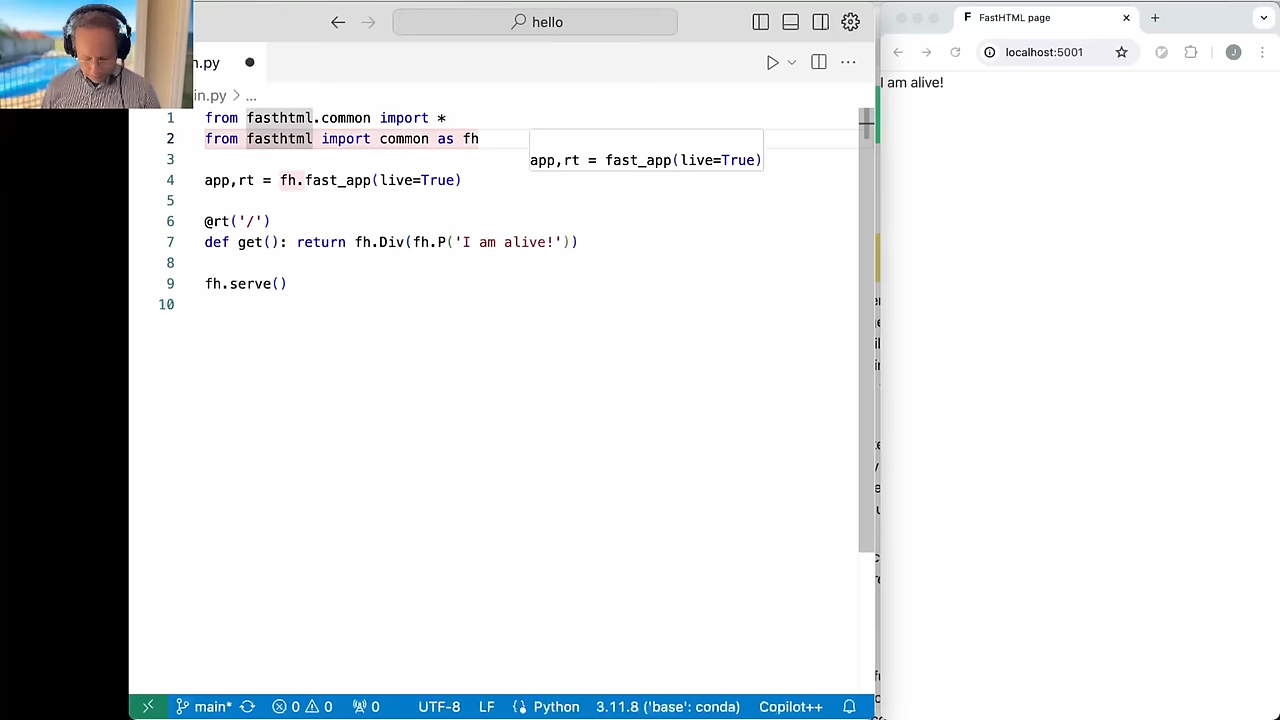 hello
n.py
in.py > ...
1 from fasthtml.common import *
2 from fasthtml import common as fh
3
4 app,rt = fh.fast_app(live=True)
5
6 @rt('/')
7 def get(): return fh.Div(fh.P('I am alive!'))
8
9 fh.serve()
10
app,rt = fast_app(live=True)
main* 0 0 0 UTF-8 LF Python 3.11.8 ('base': conda) Copilot++
F FastHTML page
localhost:5001 J
I am alive!